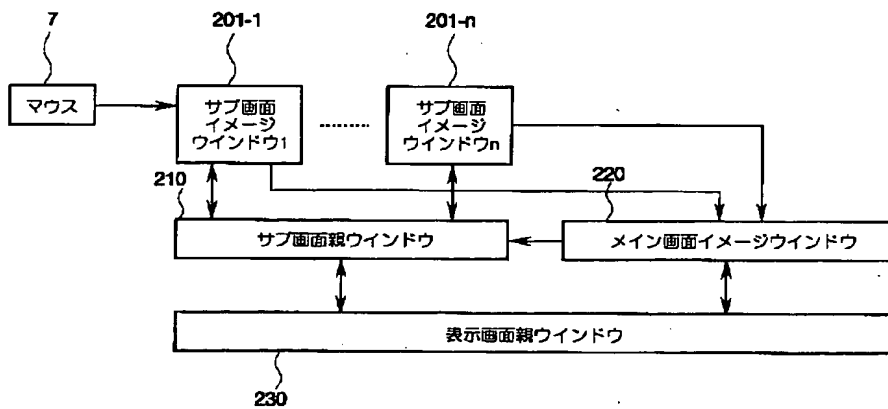 7
201-1
201-n
マウス
サブ画面
イメージ
ウインドウ1
サブ画面
イメージ
ウインドウn
210
220
サブ画面親ウインドウ
メイン画面イメージウインドウ
表示画面親ウインドウ
230